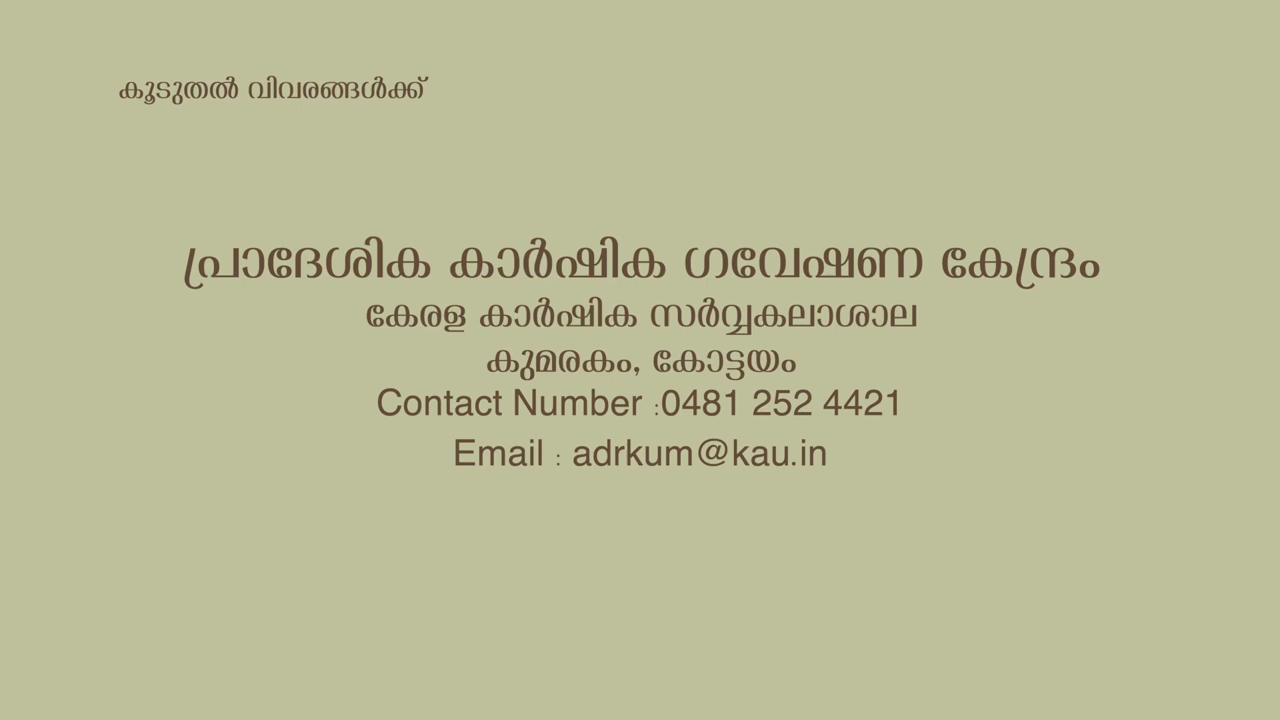 കൂടുതൽ വിവരങ്ങൾക്ക്
പ്രാദേശിക കാർഷിക ഗവേഷണ കേന്ദ്രം
കേരള കാർഷിക സർവ്വകലാശാല
കുമരകം, കോട്ടയം
Contact Number :0481 252 4421
Email : adrkum@kau.in